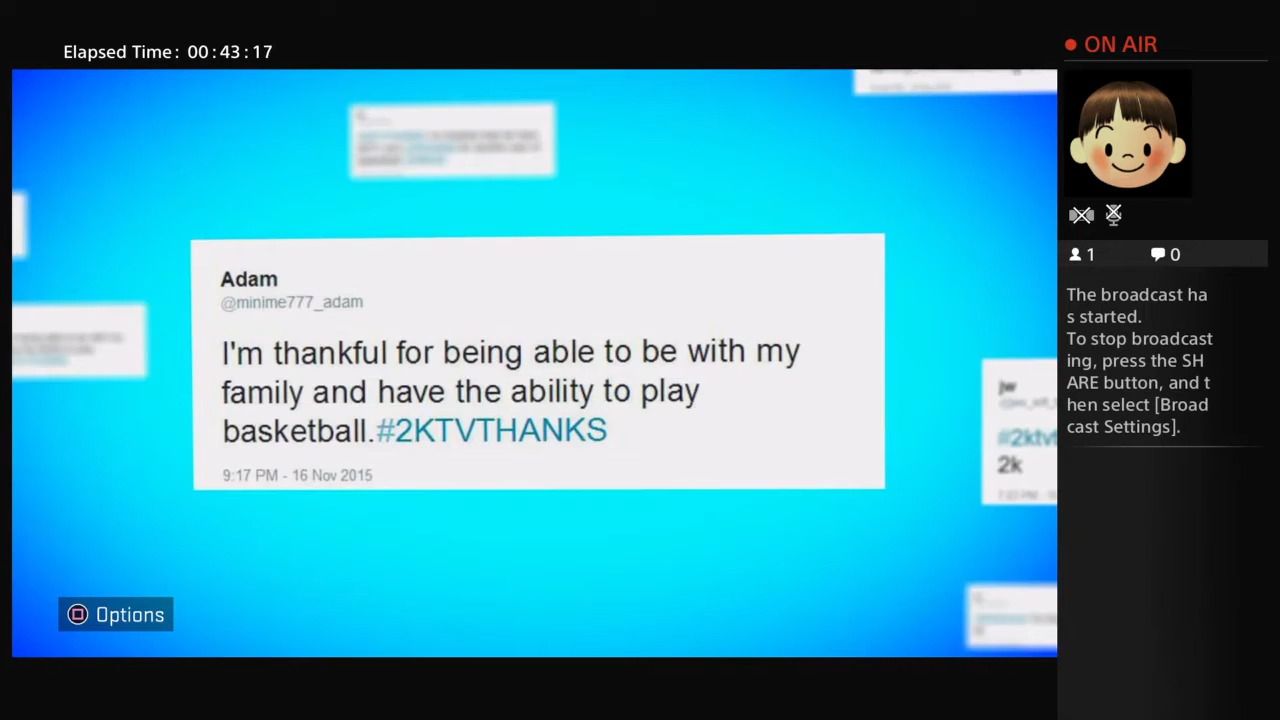 Elapsed Time: 00:43:17
ON AIR
1 0
The broadcast ha
s started.
To stop broadcast
ing, press the SH
ARE button, and t
hen select [Broad
cast Settings].
Adam
@minime777_adam
I'm thankful for being able to be with my
family and have the ability to play
basketball.#2KTVTHANKS
9:17 PM - 16 Nov 2015
jw
#2ktvt
2k
Options